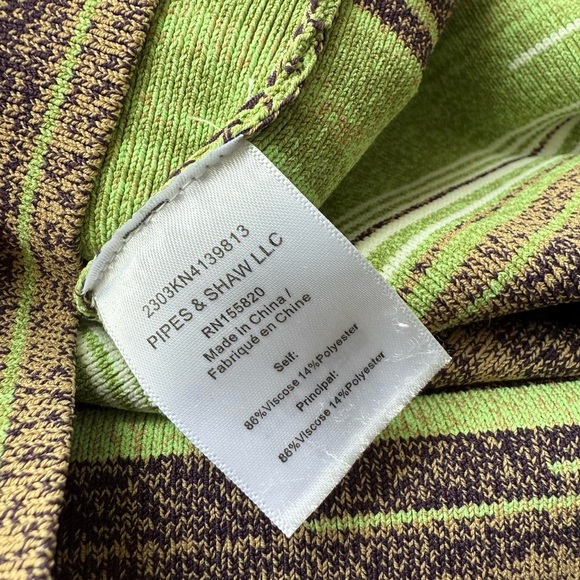 2303KN4139813
PIPES & SHAW LLC
RN155820
Made in China /
Fabriqué en Chine
Self:
86%Viscose 14%Polyester
Principal:
86%Viscose 14%Polyester